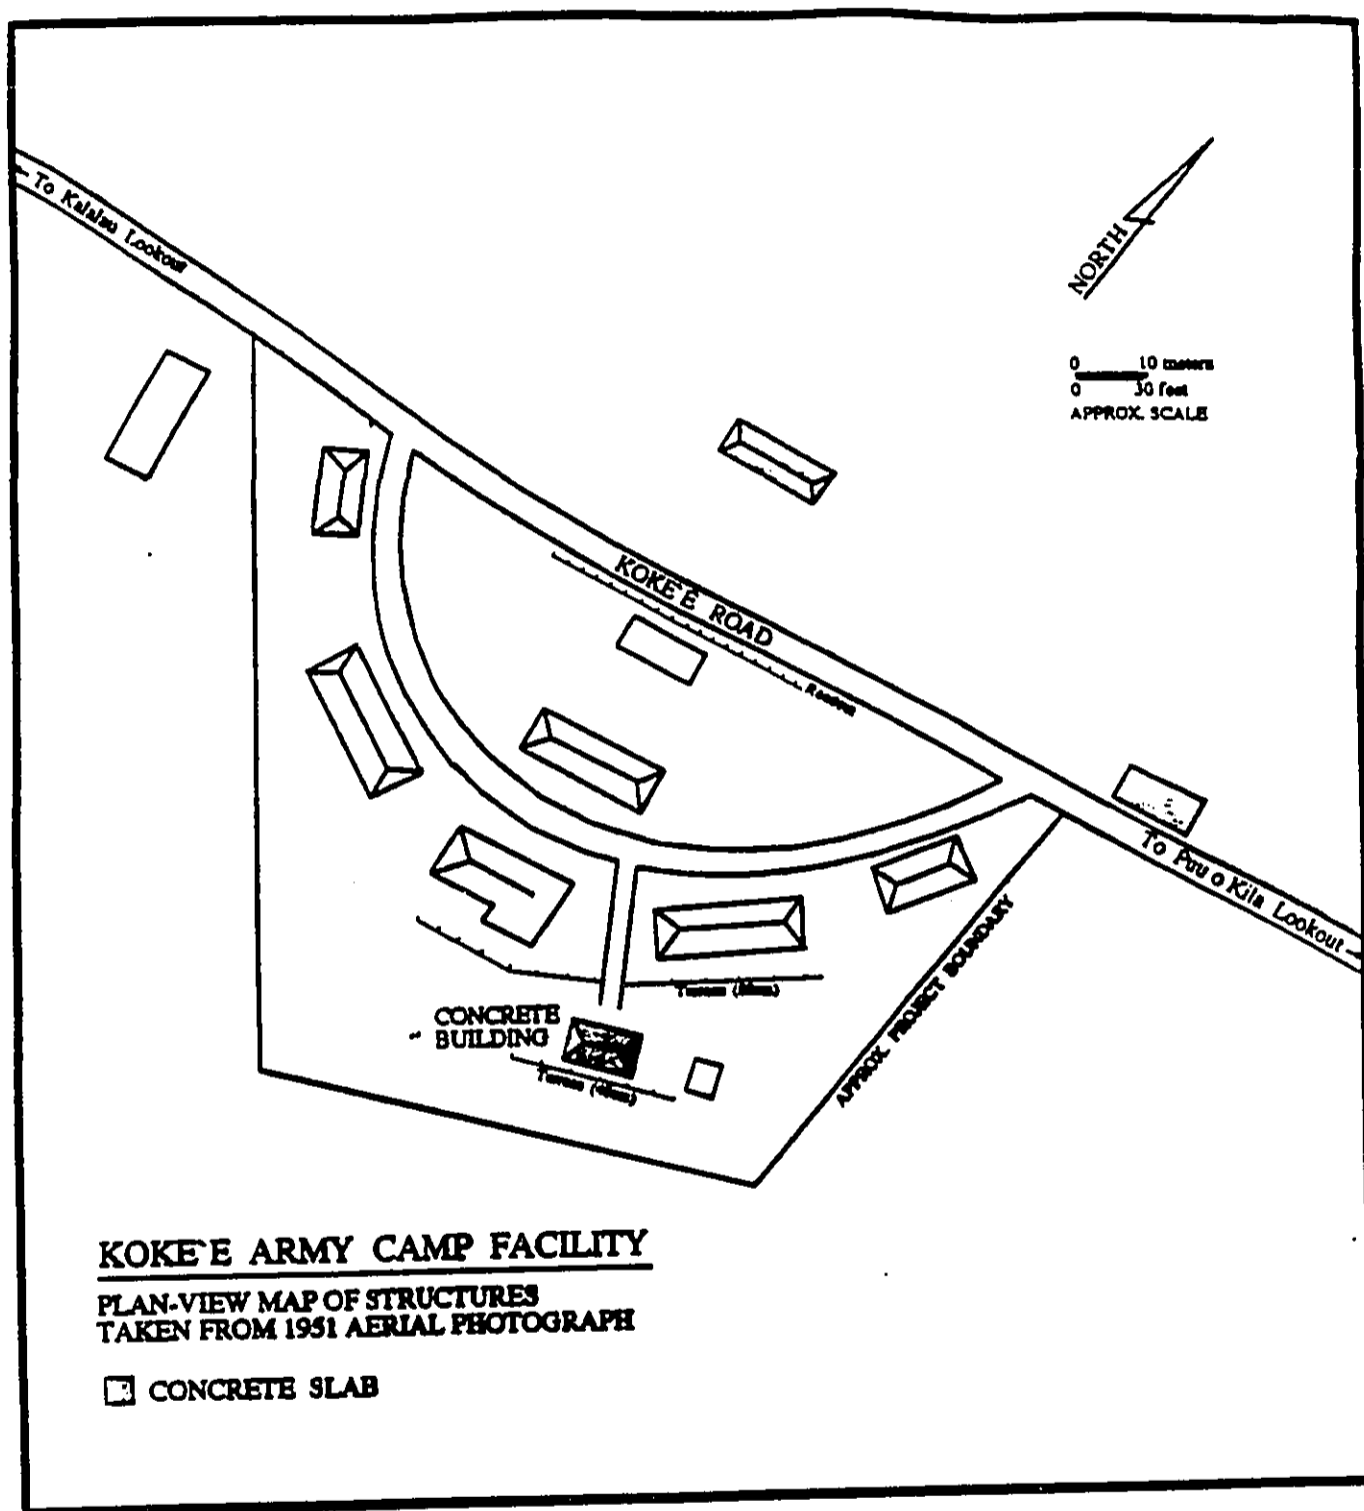 ← To Kalalau Lookout
NORTH
0 10 meters
0 30 feet
APPROX. SCALE
KOKE`E ROAD
To Puu o Kila Lookout →
APPROX. PROJECT BOUNDARY
Terrace
CONCRETE
BUILDING
Terrace
KOKE`E ARMY CAMP FACILITY
PLAN-VIEW MAP OF STRUCTURES
TAKEN FROM 1951 AERIAL PHOTOGRAPH
CONCRETE SLAB